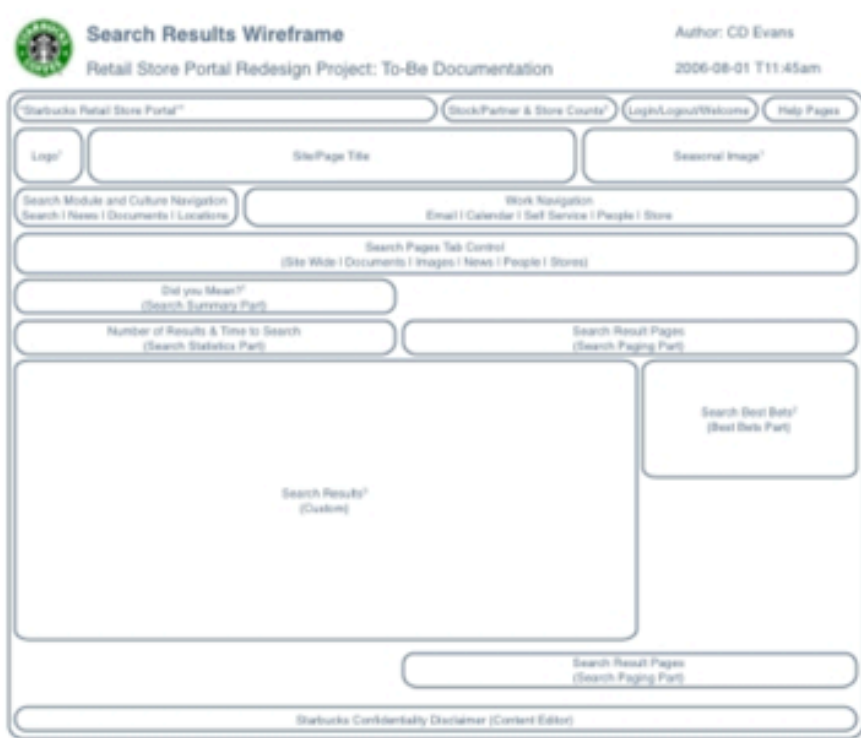 Search Results Wireframe
Author: CD Evans
Retail Store Portal Redesign Project: To-Be Documentation
2006-08-01 T11:45am
"Starbucks Retail Store Portal"
Stock/Partner & Store Counts
Login/Logout/Welcome
Help Pages
Logo
Site/Page Title
Seasonal Image
Search Module and Culture Navigation
Search | News | Documents | Locations
Work Navigation
Email | Calendar | Self Service | People | Store
Search Pages Tab Control
(Site Wide | Documents | Images | News | People | Stores)
Did you Mean?
(Search Summary Part)
Number of Results & Time to Search
(Search Statistics Part)
Search Result Pages
(Search Paging Part)
Search Best Bets
(Best Bets Part)
Search Results
(Custom)
Search Result Pages
(Search Paging Part)
Starbucks Confidentiality Disclaimer (Content Editor)